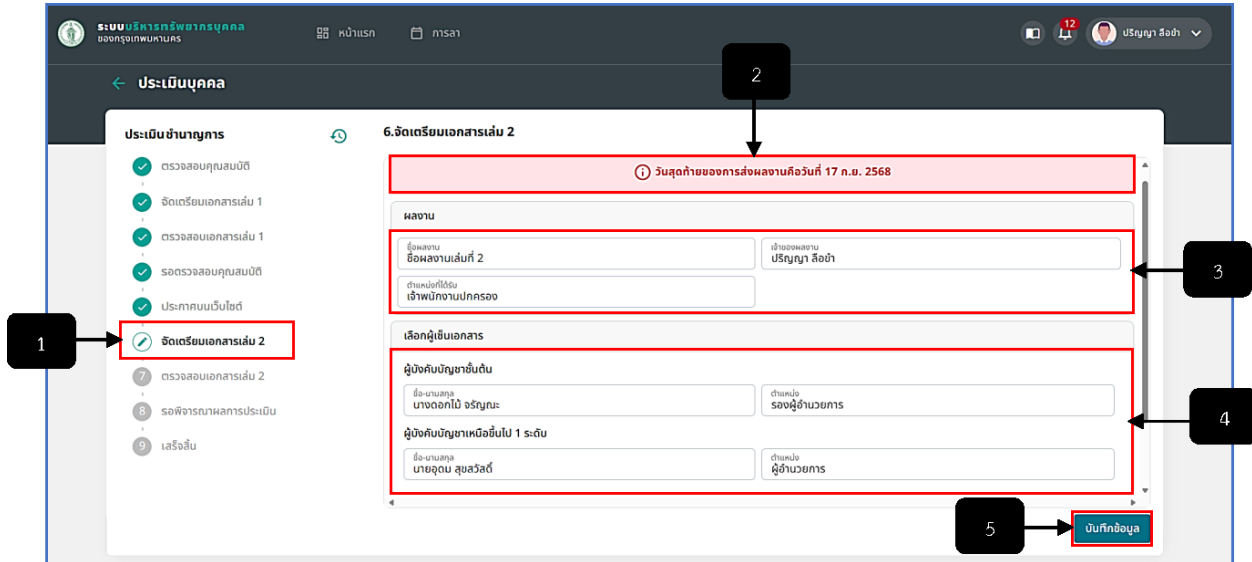 ระบบบริหารทรัพยากรบุคคล
ของกรุงเทพมหานคร
หน้าแรก
การลา
12
ปริญญา ลือขำ
ประเมินบุคคล
2
ประเมินชำนาญการ
6.จัดเตรียมเอกสารเล่ม 2
ตรวจสอบคุณสมบัติ
จัดเตรียมเอกสารเล่ม 1
ตรวจสอบเอกสารเล่ม 1
รอตรวจสอบคุณสมบัติ
ประกาศบนเว็บไซต์
1
จัดเตรียมเอกสารเล่ม 2
7 ตรวจสอบเอกสารเล่ม 2
8 รอพิจารณาผลการประเมิน
9 เสร็จสิ้น
วันสุดท้ายของการส่งผลงานคือวันที่ 17 ก.ย. 2568
ผลงาน
ชื่อผลงาน
ชื่อผลงานเล่มที่ 2
เจ้าของผลงาน
ปริญญา ลือขำ
3
ตำแหน่งที่ได้รับ
เจ้าพนักงานปกครอง
เลือกผู้เซ็นเอกสาร
ผู้บังคับบัญชาชั้นต้น
ชื่อ-นามสกุล
นางดอกไม้ จรัญณะ
ตำแหน่ง
รองผู้อำนวยการ
4
ผู้บังคับบัญชาเหนือขึ้นไป 1 ระดับ
ชื่อ-นามสกุล
นายอุดม สุขสวัสดิ์
ตำแหน่ง
ผู้อำนวยการ
5
บันทึกข้อมูล